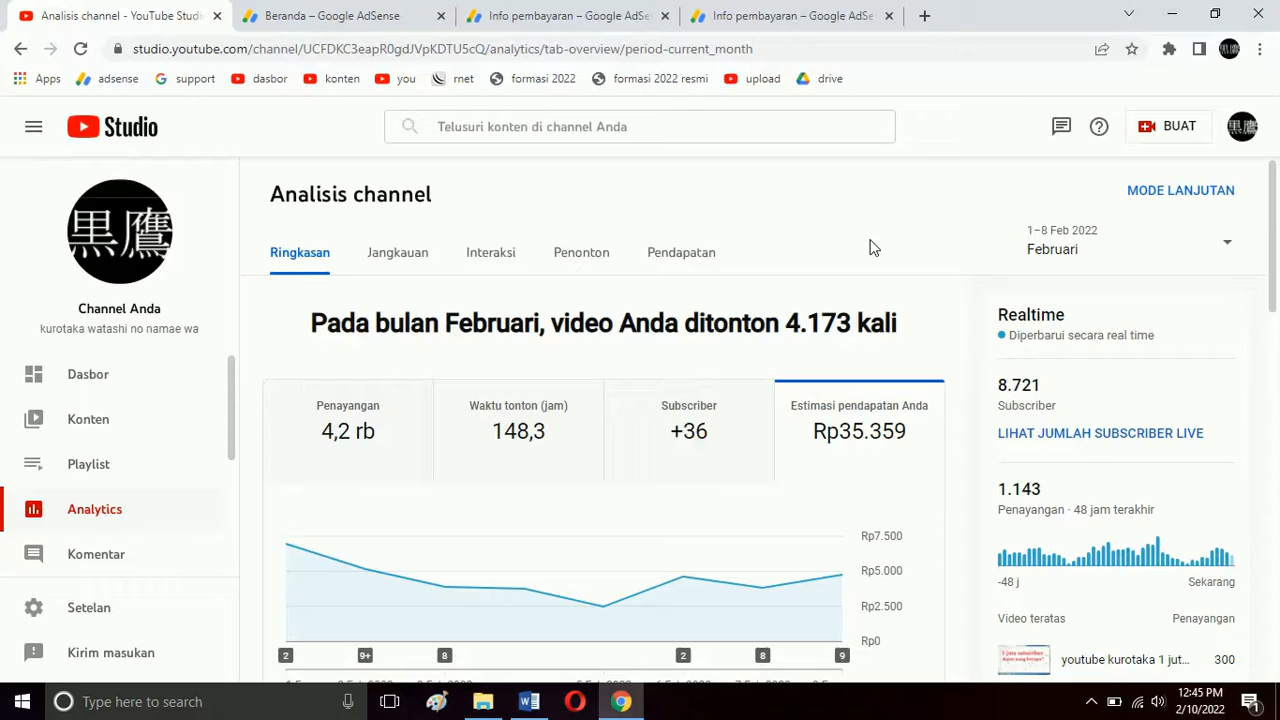 Analisis channel - YouTube Studi
Beranda – Google AdSense
Info pembayaran – Google AdSe
Info pembayaran – Google AdSe
studio.youtube.com/channel/UCFDKC3eapR0gdJVpKDTU5cQ/analytics/tab-overview/period-current_month
Apps
adsense
support
dasbor
konten
you
rnet
formasi 2022
formasi 2022 resmi
upload
drive
Studio
Telusuri konten di channel Anda
BUAT
黒鷹
黒鷹
Channel Anda
kurotaka watashi no namae wa
Dasbor
Konten
Playlist
Analytics
Komentar
Setelan
Kirim masukan
Analisis channel
MODE LANJUTAN
1–8 Feb 2022
Februari
Ringkasan
Jangkauan
Interaksi
Penonton
Pendapatan
Pada bulan Februari, video Anda ditonton 4.173 kali
Penayangan
4,2 rb
Waktu tonton (jam)
148,3
Subscriber
+36
Estimasi pendapatan Anda
Rp35.359
Rp7.500
Rp5.000
Rp2.500
Rp0
2 9+ 8 2 8 9
Realtime
Diperbarui secara real time
8.721
Subscriber
LIHAT JUMLAH SUBSCRIBER LIVE
1.143
Penayangan · 48 jam terakhir
-48 j
Sekarang
Video teratas
Penayangan
youtube kurotaka 1 jut...
300
Type here to search
12:45 PM
2/10/2022